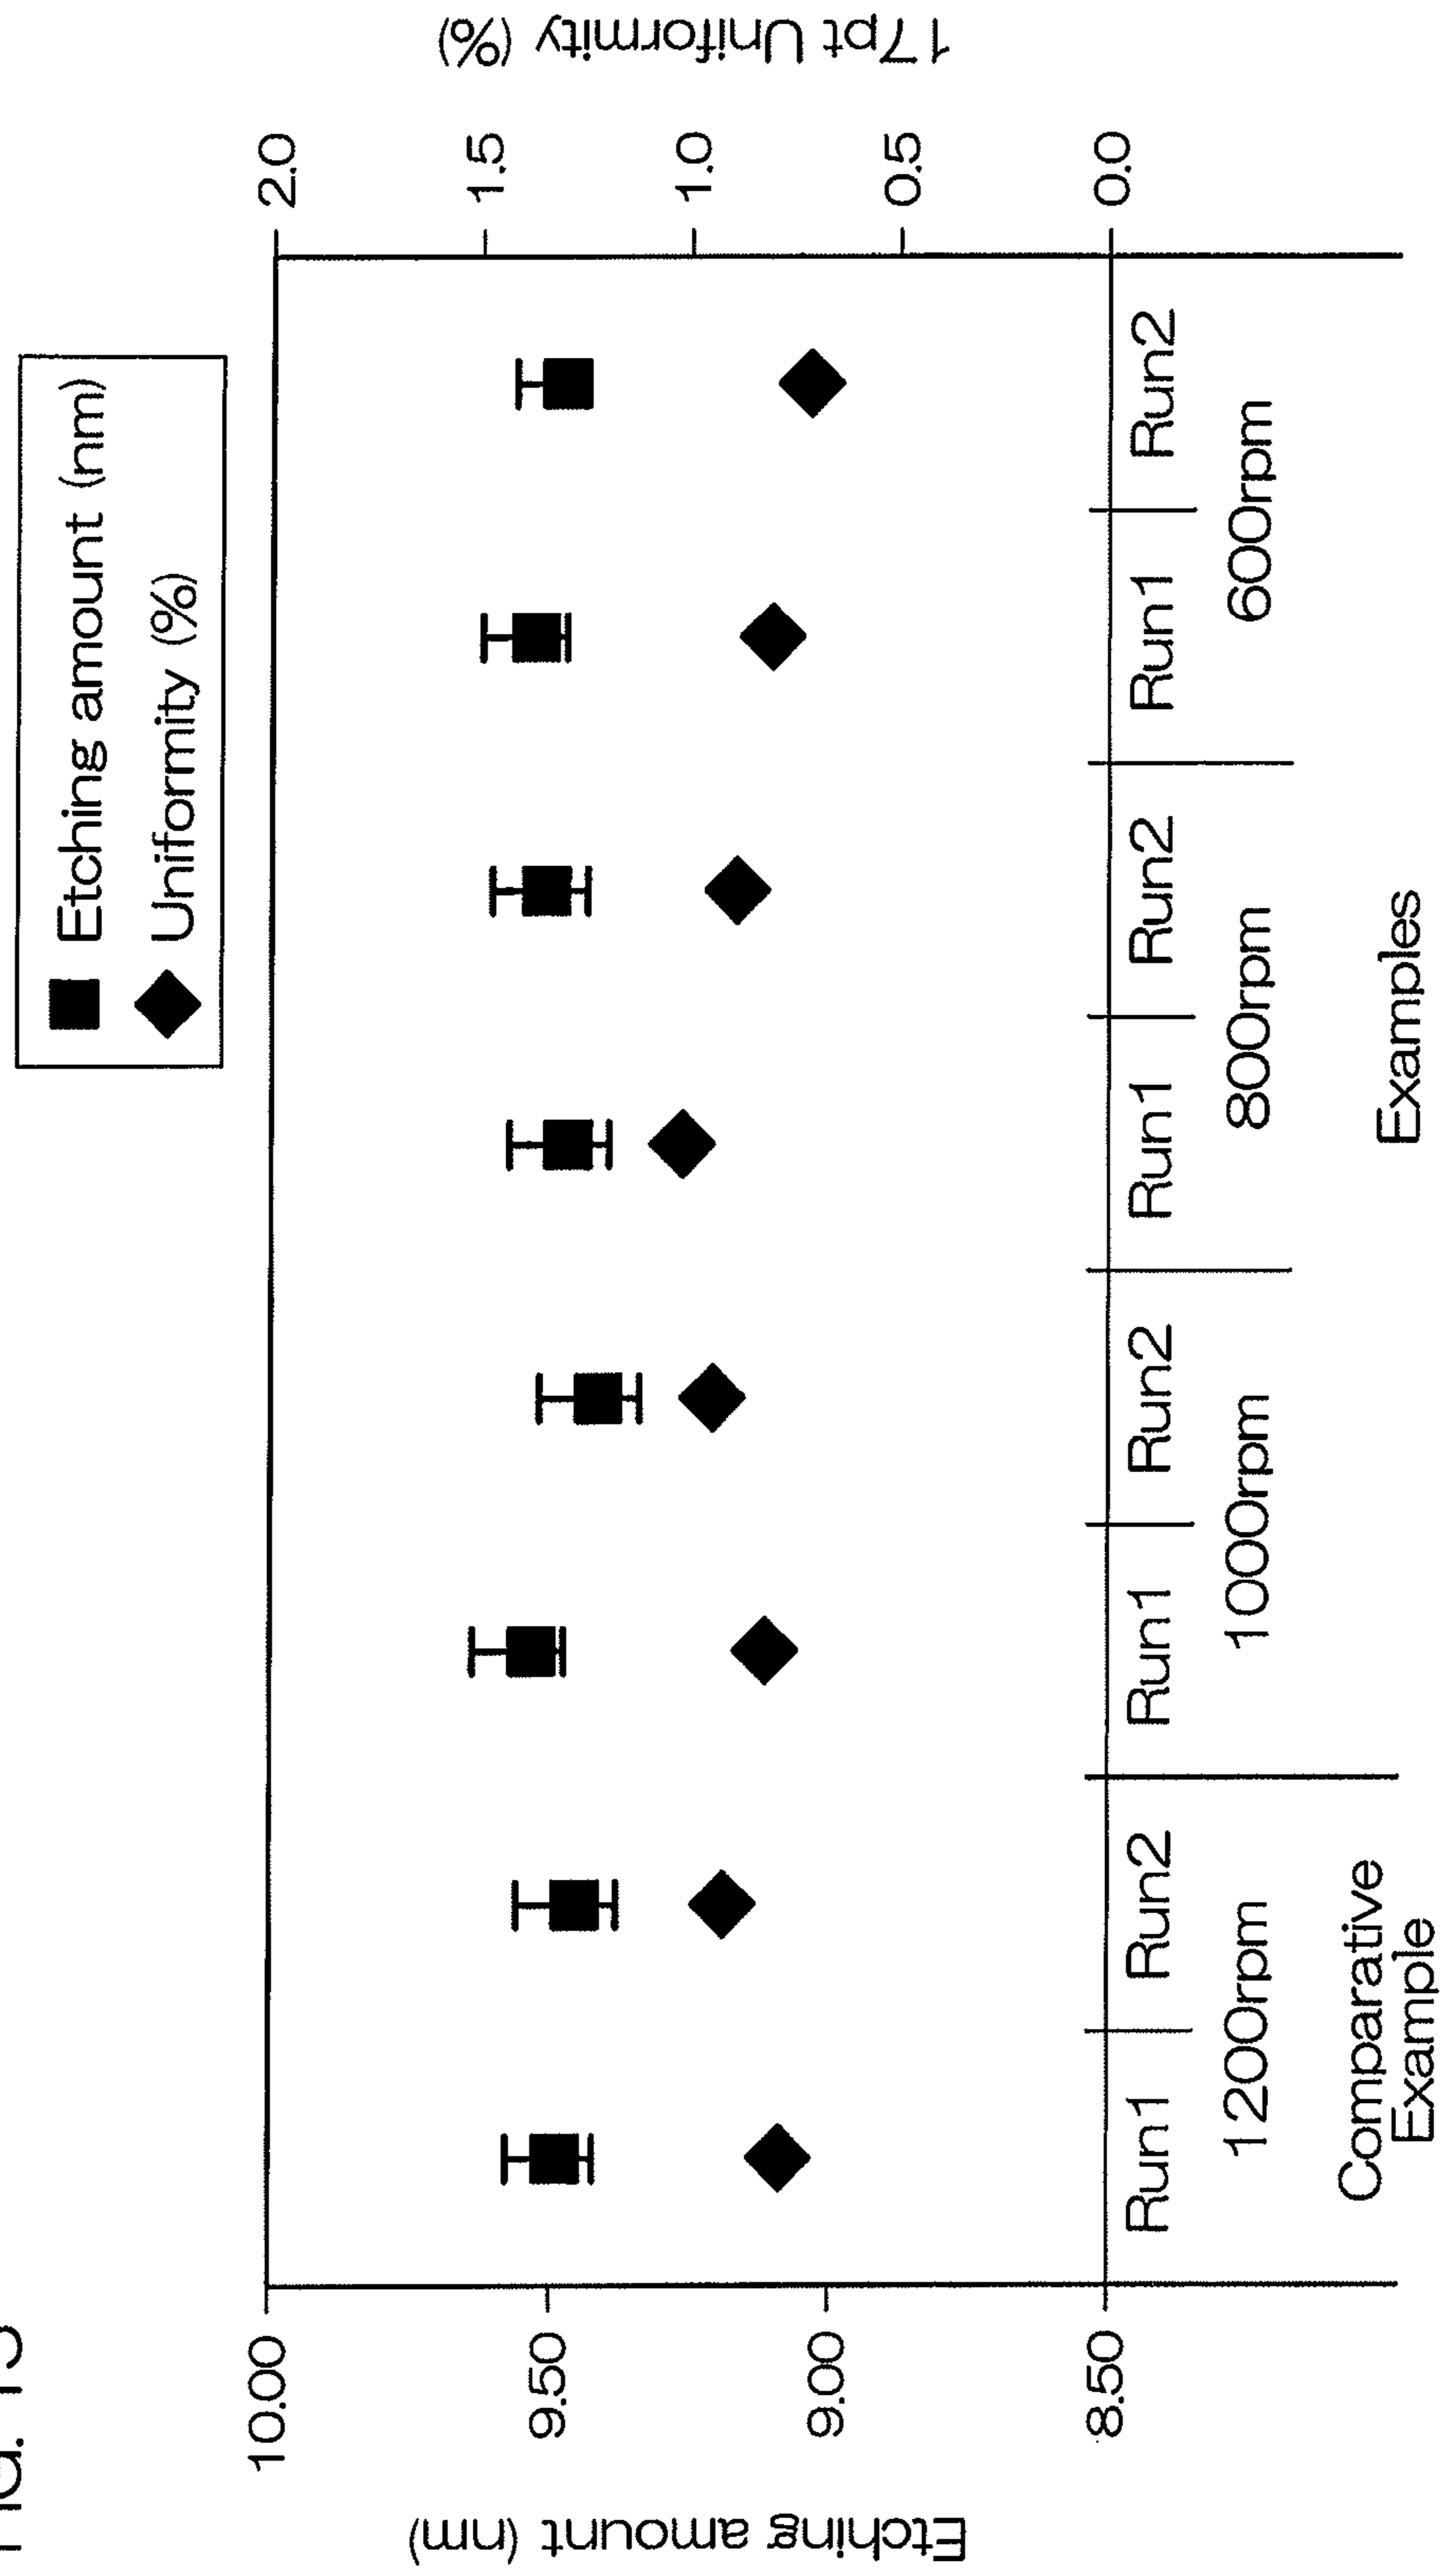 ■ Etching amount (nm)
◆ Uniformity (%)
Etching amount (nm)
10.00
9.50
9.00
8.50
17pt Uniformity (%)
2.0
1.5
1.0
0.5
0.0
Run1 Run2 Run1 Run2 Run1 Run2 Run1 Run2
1200rpm 1000rpm 800rpm 600rpm
Comparative
Example
Examples